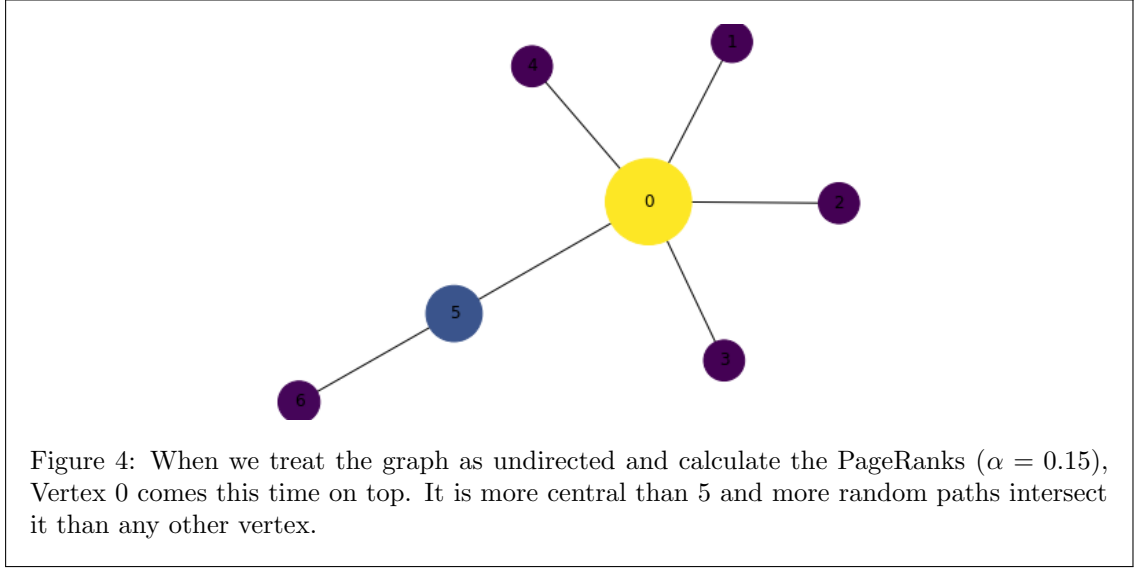 1
4
0
2
5
3
6
Figure 4: When we treat the graph as undirected and calculate the PageRanks (α = 0.15),
Vertex 0 comes this time on top. It is more central than 5 and more random paths intersect
it than any other vertex.